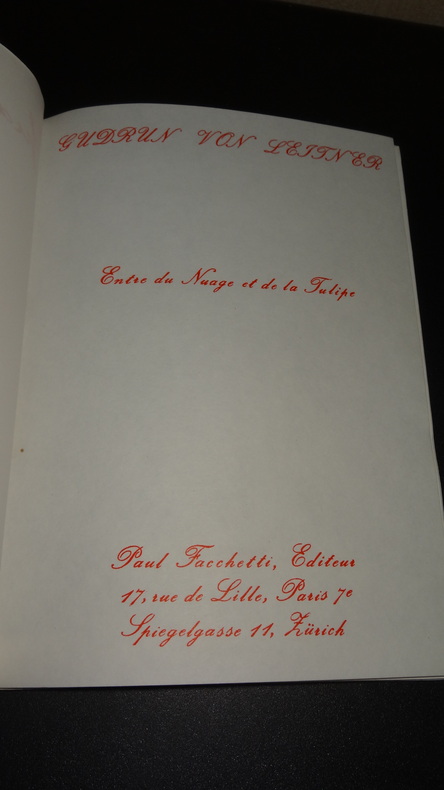 GUDRUN VON LEITNER
Entre du Nuage et de la Tulipe
Paul Facchetti, Editeur
17, rue de Lille, Paris 7e
Spiegelgasse 11, Zürich